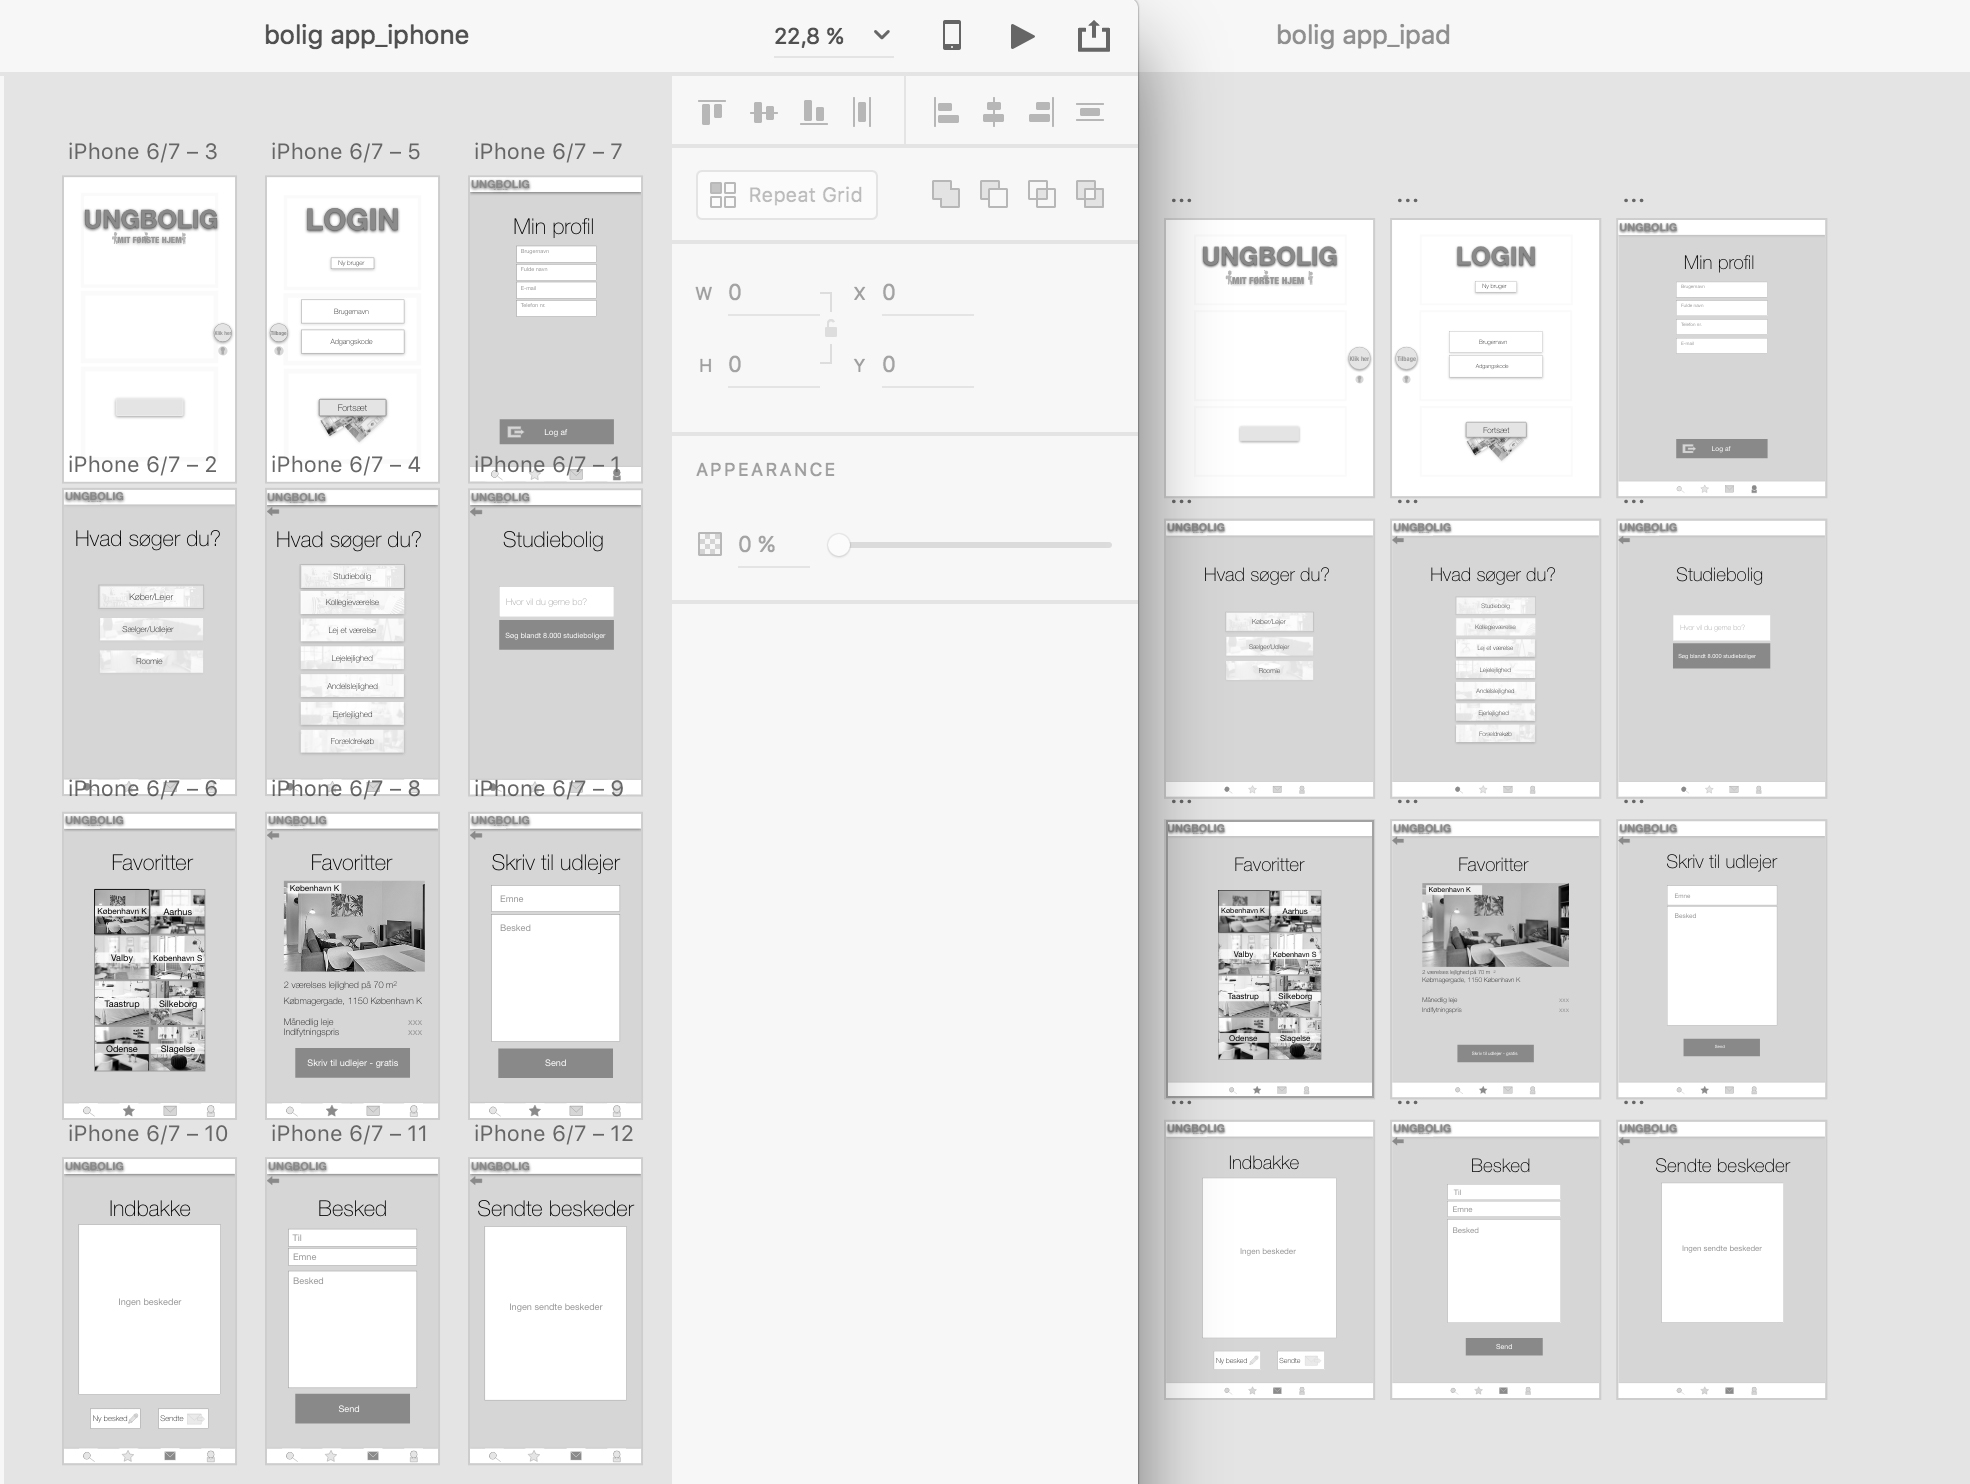 bolig app_iphone
22,8 %
iPhone 6/7 – 3
iPhone 6/7 – 5
iPhone 6/7 – 7
UNGBOLIG
MIT FØRSTE HJEM
LOGIN
Ny bruger
Brugernavn
Adgangskode
Klik her
Tilbage
Fortsæt
UNGBOLIG
Min profil
Brugernavn
Fulde navn
E-mail
Telefon nr.
Log af
iPhone 6/7 – 2
iPhone 6/7 – 4
iPhone 6/7 – 1
UNGBOLIG
Hvad søger du?
Køber/Lejer
Sælger/Udlejer
Roomie
UNGBOLIG
Hvad søger du?
Studiebolig
Kollegieværelse
Lej et værelse
Lejelejlighed
Andelslejlighed
Ejerlejlighed
Forældrekøb
UNGBOLIG
Studiebolig
Hvor vil du gerne bo?
Søg blandt 8.000 studieboliger
iPhone 6/7 – 6
iPhone 6/7 – 8
iPhone 6/7 – 9
UNGBOLIG
Favoritter
København K
Aarhus
Valby
København S
Taastrup
Silkeborg
Odense
Slagelse
UNGBOLIG
Favoritter
København K
2 værelses lejlighed på 70 m²
Købmagergade, 1150 København K
Månedlig leje xxx
Indflytningspris xxx
Skriv til udlejer - gratis
UNGBOLIG
Skriv til udlejer
Emne
Besked
Send
iPhone 6/7 – 10
iPhone 6/7 – 11
iPhone 6/7 – 12
UNGBOLIG
Indbakke
Ingen beskeder
Ny besked
Sendte
UNGBOLIG
Besked
Til
Emne
Besked
Send
UNGBOLIG
Sendte beskeder
Ingen sendte beskeder
Repeat Grid
W 0
X 0
H 0
Y 0
APPEARANCE
0 %
bolig app_ipad
...
...
...
UNGBOLIG
MIT FØRSTE HJEM
Klik her
LOGIN
Ny bruger
Brugernavn
Adgangskode
Tilbage
Fortsæt
UNGBOLIG
Min profil
Brugernavn
Fulde navn
Telefon nr.
E-mail
Log af
...
...
...
UNGBOLIG
Hvad søger du?
Køber/Lejer
Sælger/Udlejer
Roomie
UNGBOLIG
Hvad søger du?
Studiebolig
Kollegieværelse
Lej et værelse
Lejelejlighed
Andelslejlighed
Ejerlejlighed
Forældrekøb
UNGBOLIG
Studiebolig
Hvor vil du gerne bo?
Søg blandt 8.000 studieboliger
...
...
...
UNGBOLIG
Favoritter
København K
Aarhus
Valby
København S
Taastrup
Silkeborg
Odense
Slagelse
UNGBOLIG
Favoritter
København K
2 værelses lejlighed på 70 m ²
Købmagergade, 1150 København K
Månedlig leje xxx
Indflytningspris xxx
Skriv til udlejer - gratis
UNGBOLIG
Skriv til udlejer
Emne
Besked
Send
...
...
...
UNGBOLIG
Indbakke
Ingen beskeder
Ny besked
Sendte
UNGBOLIG
Besked
Til
Emne
Besked
Send
UNGBOLIG
Sendte beskeder
Ingen sendte beskeder